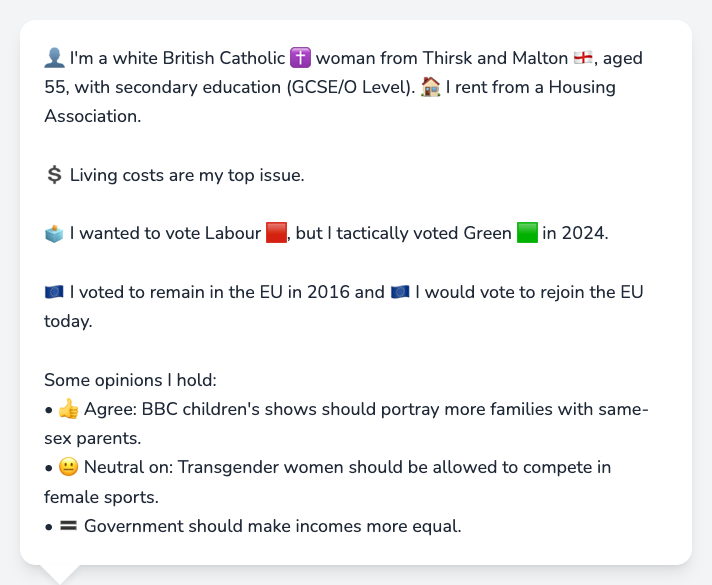 👤 I'm a white British Catholic ✝️ woman from Thirsk and Malton 🏴󠁧󠁢󠁥󠁮󠁧󠁿, aged
55, with secondary education (GCSE/O Level). 🏠 I rent from a Housing
Association.
💲 Living costs are my top issue.
🗳️ I wanted to vote Labour 🟥, but I tactically voted Green 🟩 in 2024.
🇪🇺 I voted to remain in the EU in 2016 and 🇪🇺 I would vote to rejoin the EU
today.
Some opinions I hold:
• 👍 Agree: BBC children's shows should portray more families with same-
sex parents.
• 😐 Neutral on: Transgender women should be allowed to compete in
female sports.
• 🟰 Government should make incomes more equal.